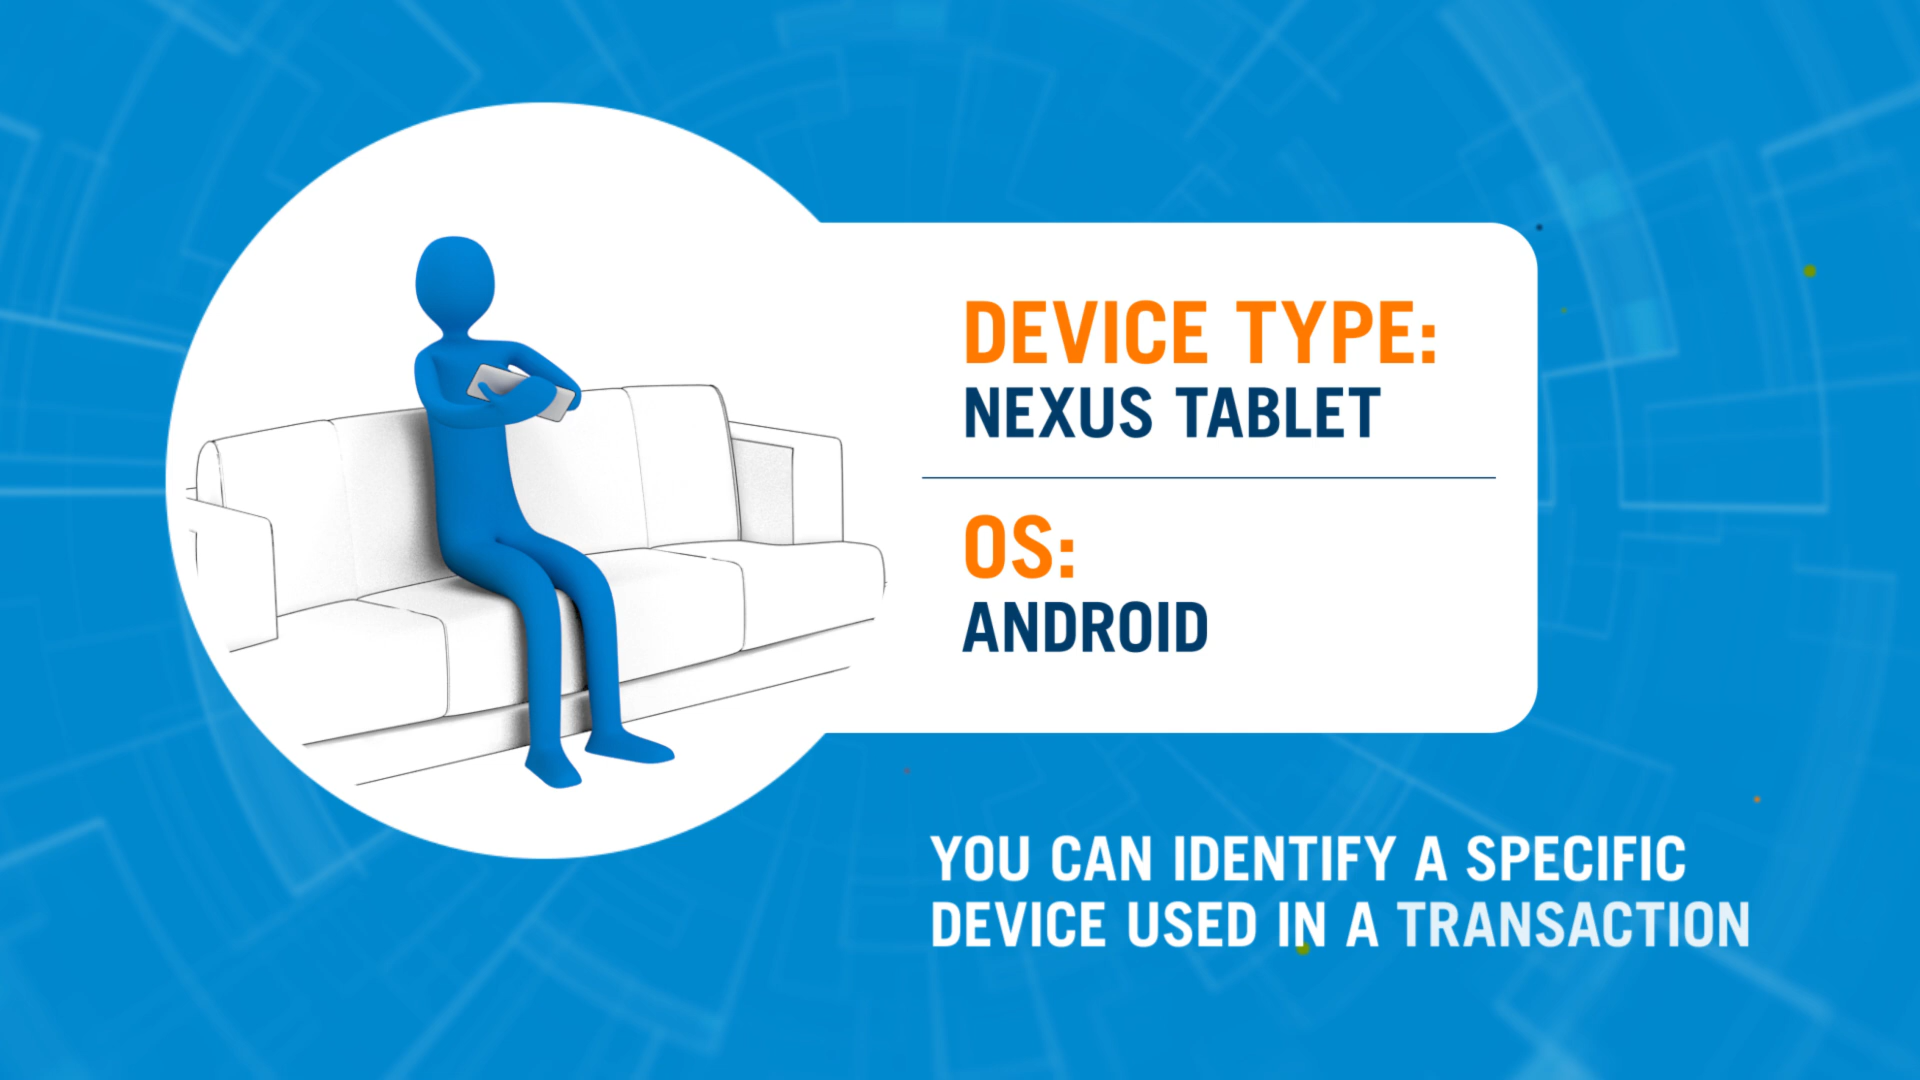 DEVICE TYPE:
NEXUS TABLET
OS:
ANDROID
YOU CAN IDENTIFY A SPECIFIC
DEVICE USED IN A TRANSACTION